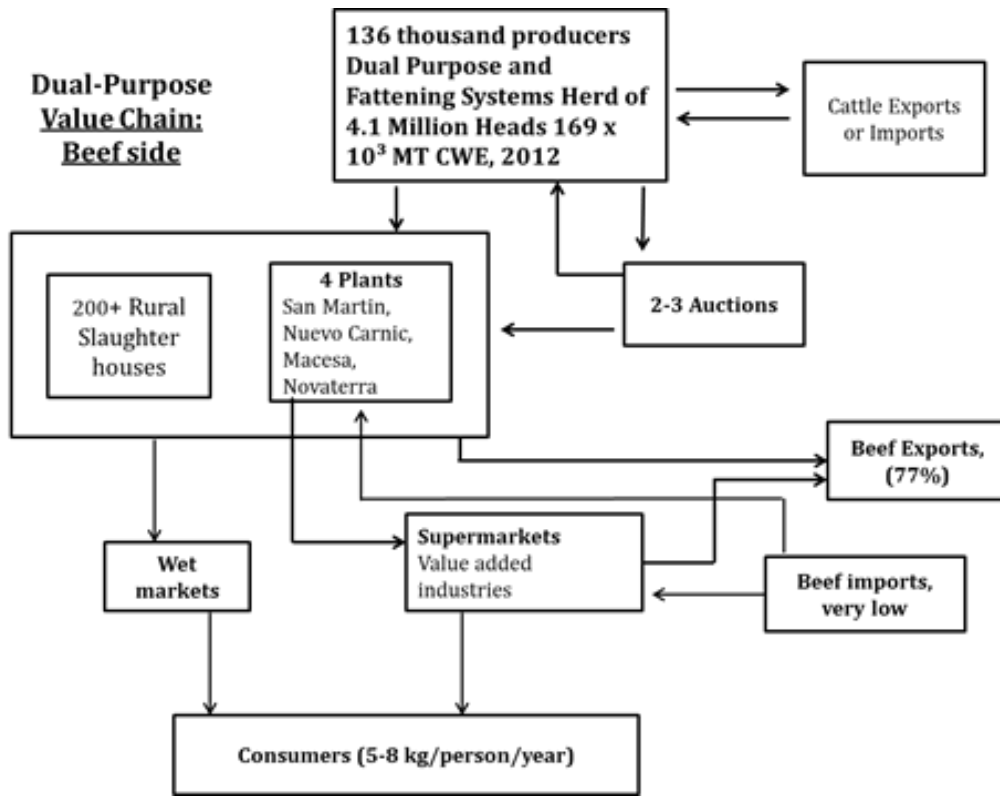 Dual-Purpose
Value Chain:
Beef side
136 thousand producers
Dual Purpose and
Fattening Systems Herd of
4.1 Million Heads 169 x
10³ MT CWE, 2012
Cattle Exports
or Imports
200+ Rural
Slaughter
houses
4 Plants
San Martin,
Nuevo Carnic,
Macesa,
Novaterra
2-3 Auctions
Beef Exports,
(77%)
Wet
markets
Supermarkets
Value added
industries
Beef imports,
very low
Consumers (5-8 kg/person/year)